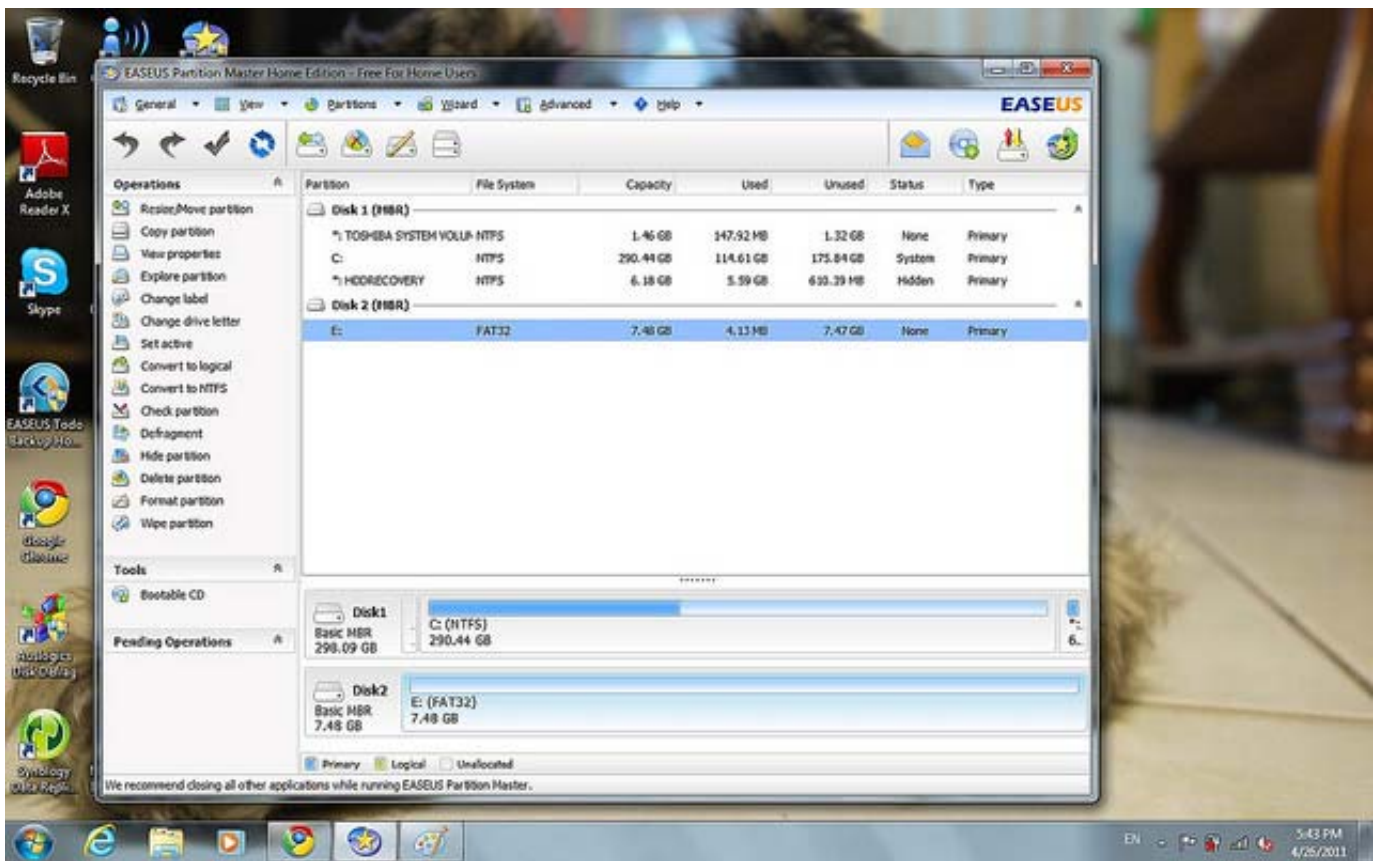 Recycle Bin
Adobe
Reader X
Skype
EASEUS Todo
Backup Ho...
Google
Chrome
Auslogics
Disk Defrag
Synology
Data Repli...
EASEUS Partition Master Home Edition - Free For Home Users
General View Partitions Wizard Advanced Help EASEUS
Operations
Resize/Move partition
Copy partition
View properties
Explore partition
Change label
Change drive letter
Set active
Convert to logical
Convert to NTFS
Check partition
Defragment
Hide partition
Delete partition
Format partition
Wipe partition
Tools
Bootable CD
Pending Operations
Partition File System Capacity Used Unused Status Type
Disk 1 (MBR)
*: TOSHIBA SYSTEM VOLU NTFS 1.46 GB 147.92 MB 1.32 GB None Primary
C: NTFS 290.44 GB 114.61 GB 175.84 GB System Primary
*: HDDRECOVERY NTFS 6.18 GB 5.59 GB 610.39 MB Hidden Primary
Disk 2 (MBR)
E: FAT32 7.48 GB 4.13 MB 7.47 GB None Primary
Disk1
Basic MBR
298.09 GB
C: (NTFS)
290.44 GB
*:
6..
Disk2
Basic MBR
7.48 GB
E: (FAT32)
7.48 GB
Primary Logical Unallocated
We recommend closing all other applications while running EASEUS Partition Master.
EN
5:43 PM
4/26/2011